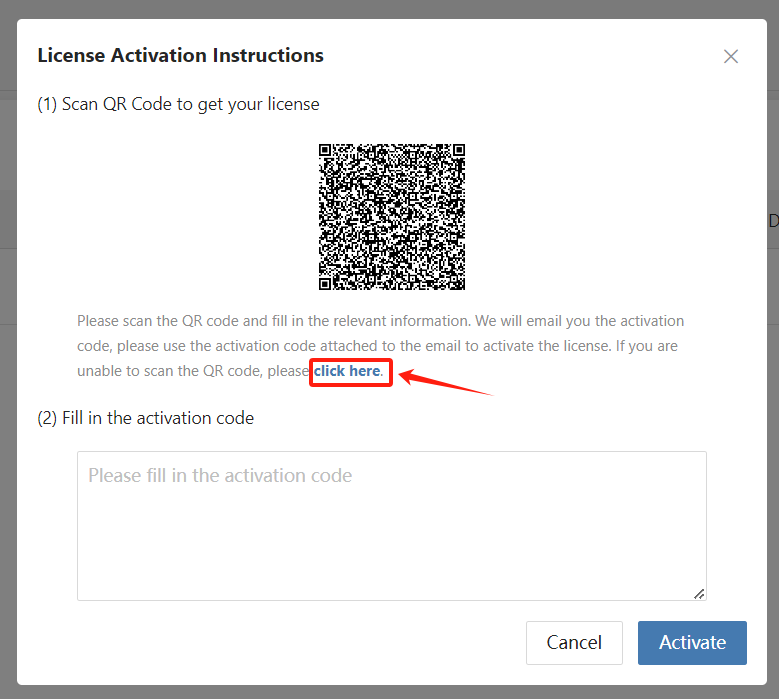 License Activation Instructions
(1) Scan QR Code to get your license
Please scan the QR code and fill in the relevant information. We will email you the activation
code, please use the activation code attached to the email to activate the license. If you are
unable to scan the QR code, please click here.
(2) Fill in the activation code
Please fill in the activation code
Cancel
Activate
D